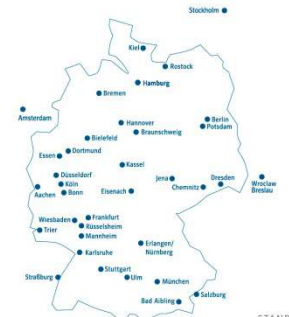 Stockholm
Kiel
Rostock
Hamburg
Bremen
Amsterdam
Hannover
Berlin
Potsdam
Braunschweig
Bielefeld
Dortmund
Essen
Kassel
Düsseldorf
Köln
Bonn
Aachen
Eisenach
Jena
Chemnitz
Dresden
Wroclaw
Breslau
Wiesbaden
Frankfurt
Rüsselsheim
Trier
Mannheim
Erlangen/
Nürnberg
Karlsruhe
Stuttgart
Straßburg
Ulm
München
Salzburg
Bad Aibling